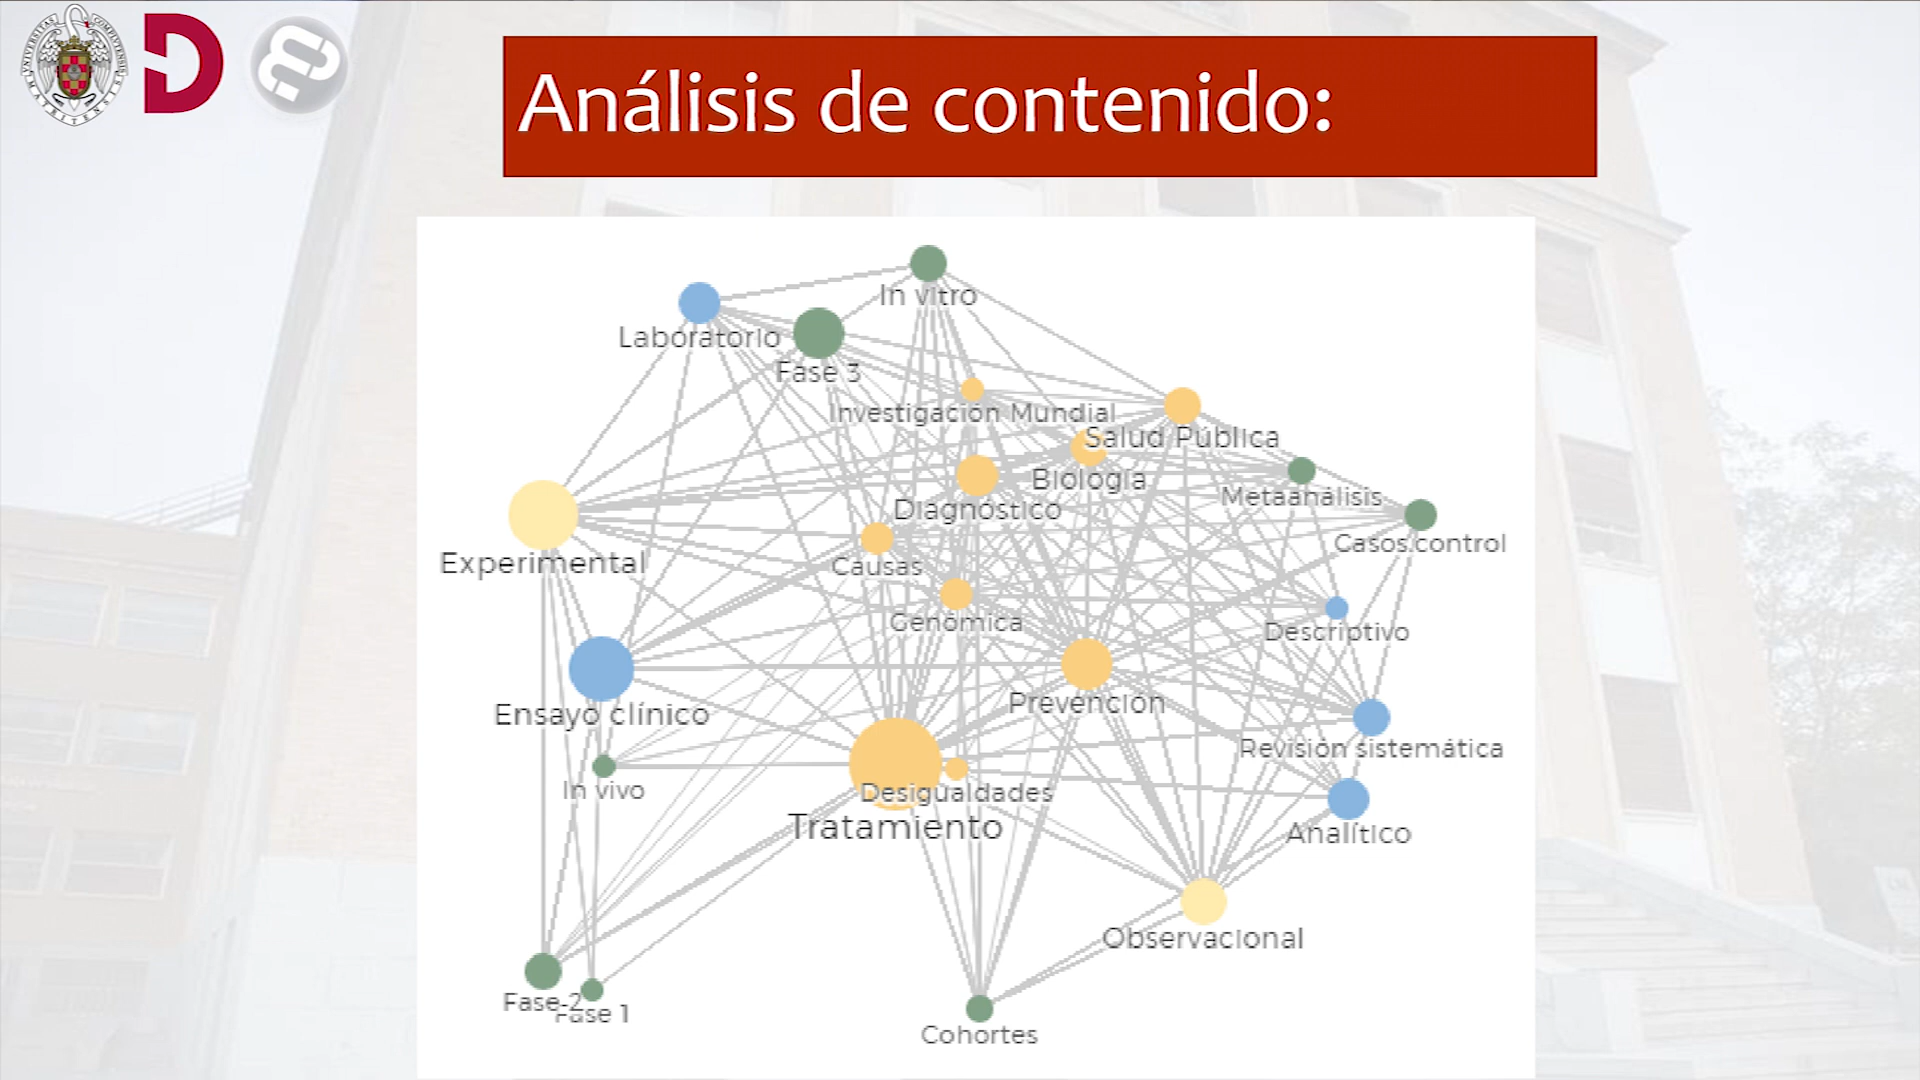 Análisis de contenido:
In vitro
Laboratorio
Fase 3
Investigación Mundial
Salud Pública
Biología
Metaanálisis
Diagnóstico
Casos.control
Experimental
Causas
Genómica
Descriptivo
Prevención
Ensayo clínico
Revisión sistemática
In vivo
Desigualdades
Tratamiento
Analítico
Observacional
Fase-2
Fase 1
Cohortes